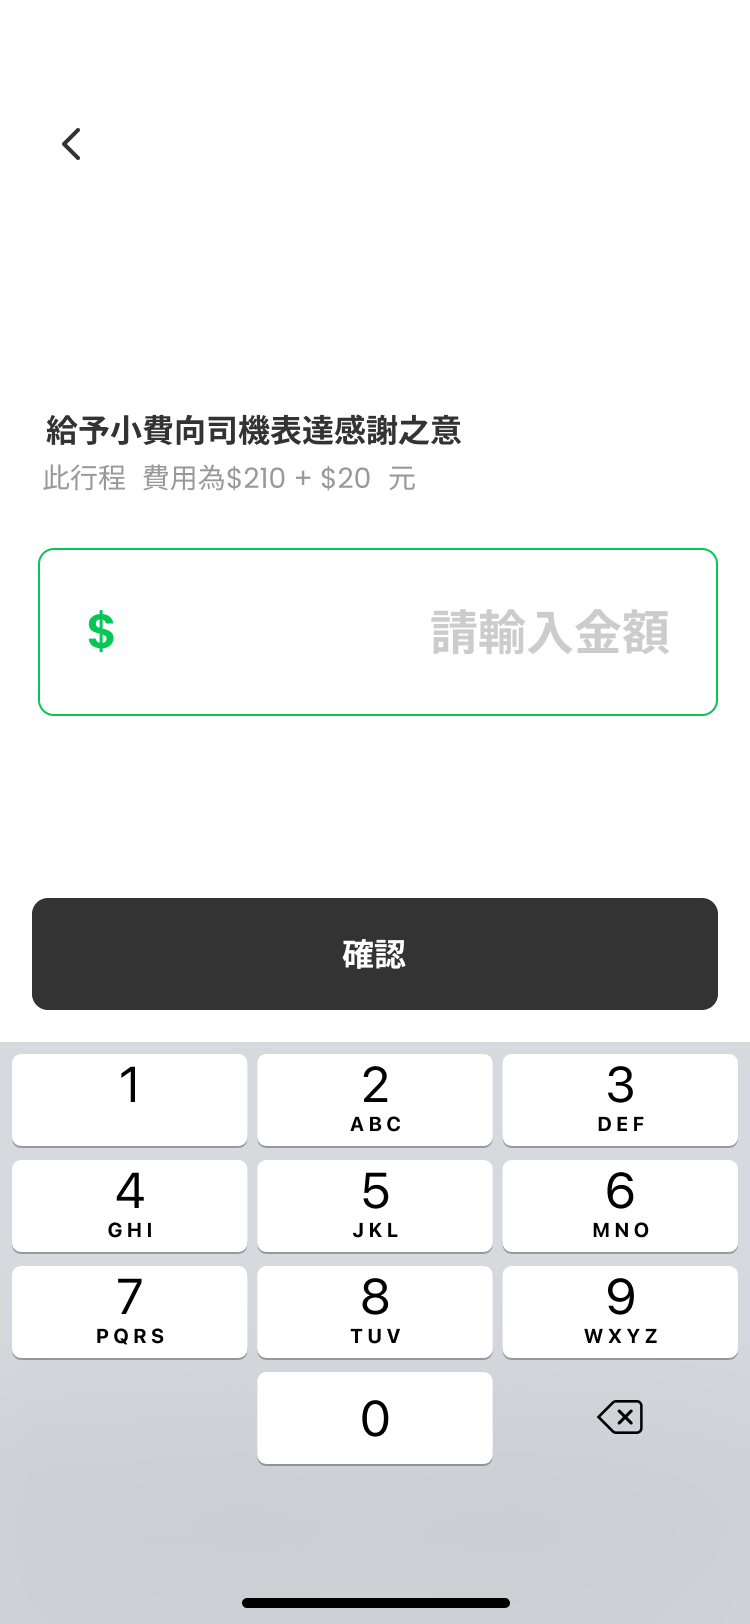 給予小費向司機表達感謝之意
此行程 費用為$210 + $20 元
$ 請輸入金額
確認
1 2 3
ABC DEF
4 5 6
GHI JKL MNO
7 8 9
PQRS TUV WXYZ
0